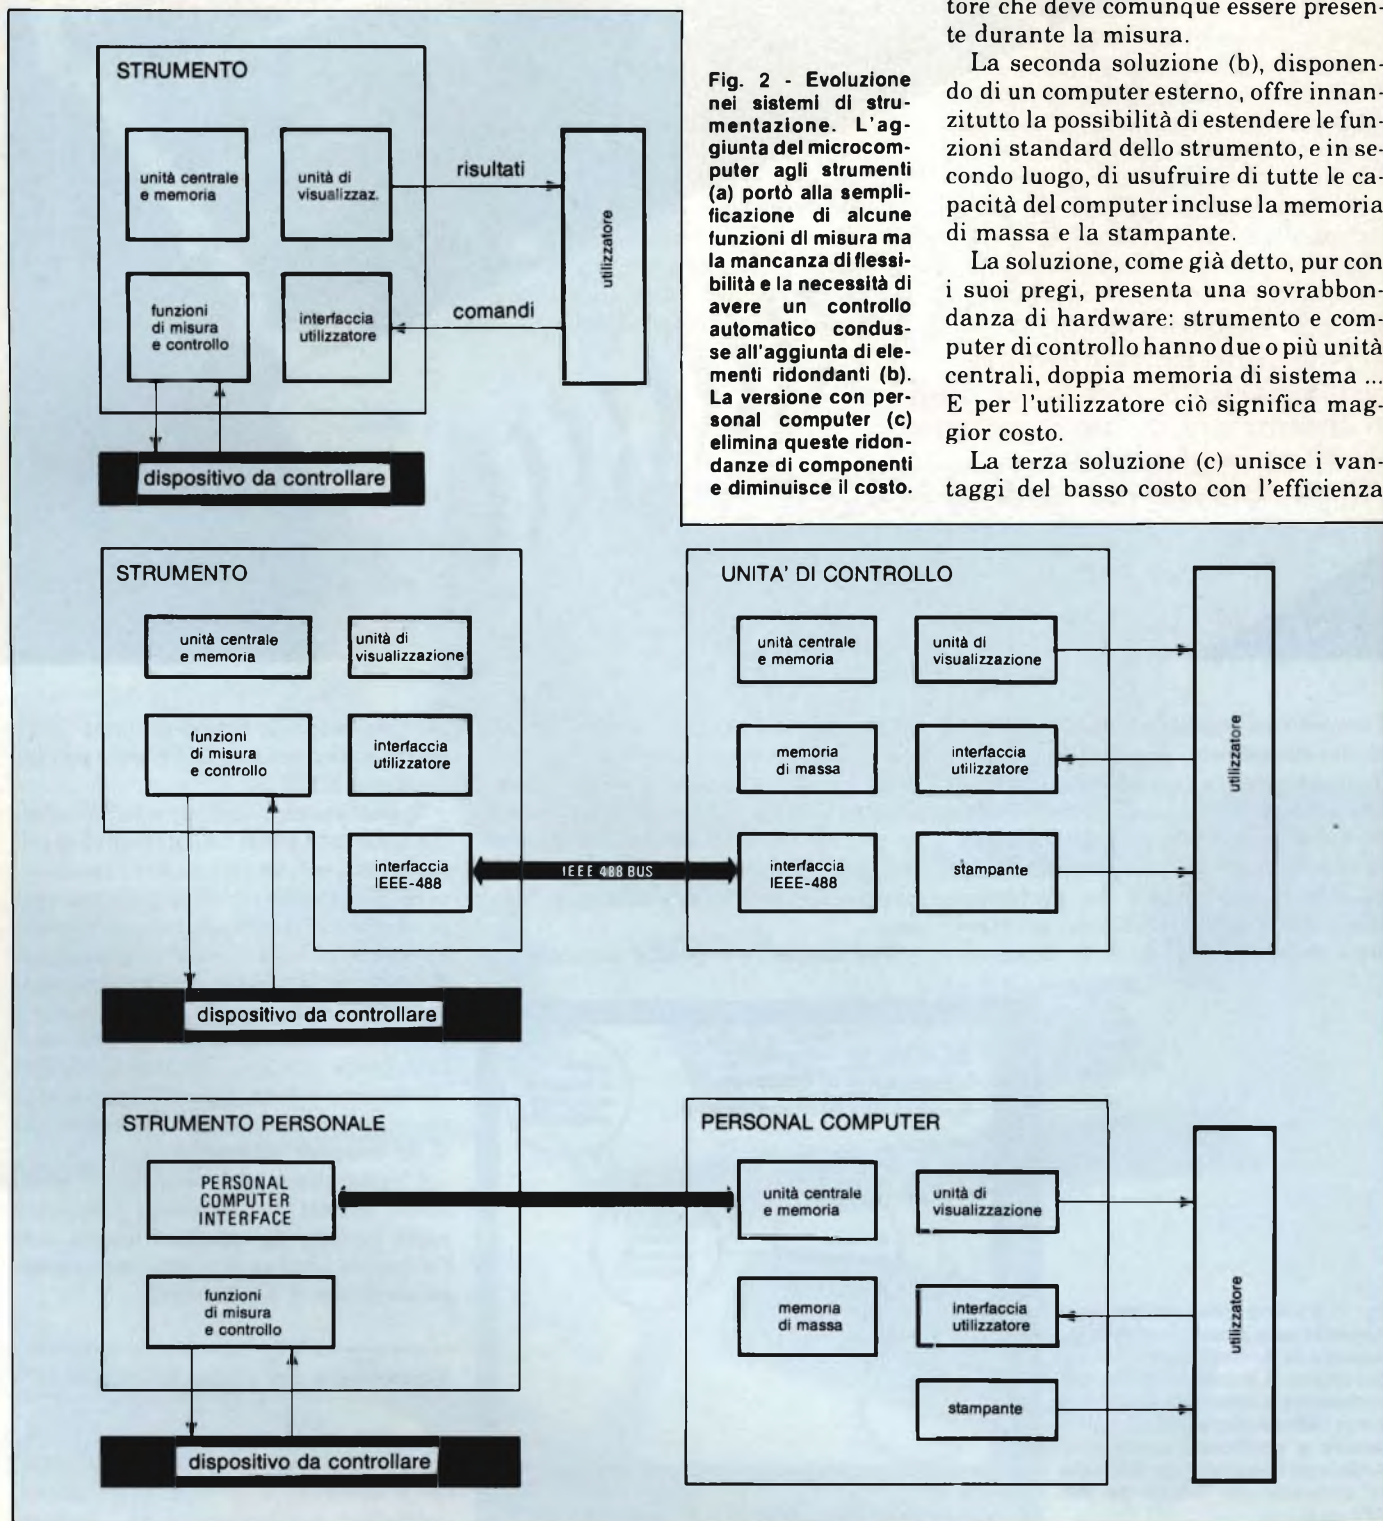 tore che deve comunque essere presen-
te durante la misura.
La seconda soluzione (b), disponen-
do di un computer esterno, offre innan-
zitutto la possibilità di estendere le fun-
zioni standard dello strumento, e in se-
condo luogo, di usufruire di tutte le ca-
pacità del computer incluse la memoria
di massa e la stampante.
La soluzione, come già detto, pur con
i suoi pregi, presenta una sovrabbon-
danza di hardware: strumento e com-
puter di controllo hanno due o più unità
centrali, doppia memoria di sistema ...
E per l'utilizzatore ciò significa mag-
gior costo.
La terza soluzione (c) unisce i van-
taggi del basso costo con l'efficienza
Fig. 2 - Evoluzione
nei sistemi di stru-
mentazione. L'ag-
giunta del microcom-
puter agli strumenti
(a) portò alla sempli-
ficazione di alcune
funzioni di misura ma
la mancanza di flessi-
bilità e la necessità di
avere un controllo
automatico condus-
se all'aggiunta di ele-
menti ridondanti (b).
La versione con per-
sonal computer (c)
elimina queste ridon-
danze di componenti
e diminuisce il costo.
STRUMENTO
unità centrale
e memoria
unità di
visualizzaz.
risultati
utilizzatore
funzioni
di misura
e controllo
interfaccia
utilizzatore
comandi
dispositivo da controllare
STRUMENTO
unità centrale
e memoria
unità di
visualizzazione
funzioni
di misura
e controllo
interfaccia
utilizzatore
interfaccia
IEEE-488
IEEE 488 BUS
dispositivo da controllare
UNITA' DI CONTROLLO
unità centrale
e memoria
unità di
visualizzazione
memoria
di massa
interfaccia
utilizzatore
interfaccia
IEEE-488
stampante
utilizzatore
STRUMENTO PERSONALE
PERSONAL
COMPUTER
INTERFACE
funzioni
di misura
e controllo
dispositivo da controllare
PERSONAL COMPUTER
unità centrale
e memoria
unità di
visualizzazione
memoria
di massa
interfaccia
utilizzatore
stampante
utilizzatore